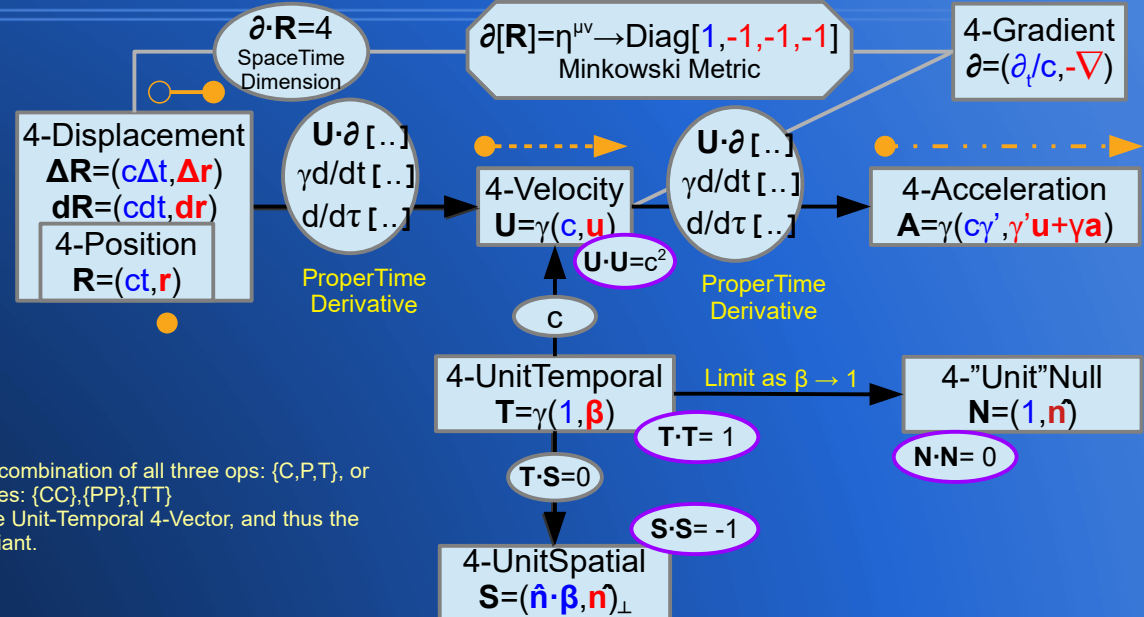 ∂·R=4
SpaceTime
Dimension
∂[R]=η^μν→Diag[1,-1,-1,-1]
Minkowski Metric
4-Gradient
∂=(∂ₜ/c,-∇)
4-Displacement
ΔR=(cΔt,Δr)
dR=(cdt,dr)
4-Position
R=(ct,r)
U·∂[..]
γd/dt[..]
d/dτ[..]
ProperTime
Derivative
4-Velocity
U=γ(c,u)
U·U=c²
U·∂[..]
γd/dt[..]
d/dτ[..]
ProperTime
Derivative
4-Acceleration
A=γ(cγ’,γ’u+γa)
c
4-UnitTemporal
T=γ(1,β)
T·T= 1
Limit as β → 1
4-”Unit”Null
N=(1,n̂)
N·N= 0
T·S=0
S·S= -1
4-UnitSpatial
S=(n̂·β,n̂)⊥
combination of all three ops: {C,P,T}, or
es: {CC},{PP},{TT}
e Unit-Temporal 4-Vector, and thus the
iant.